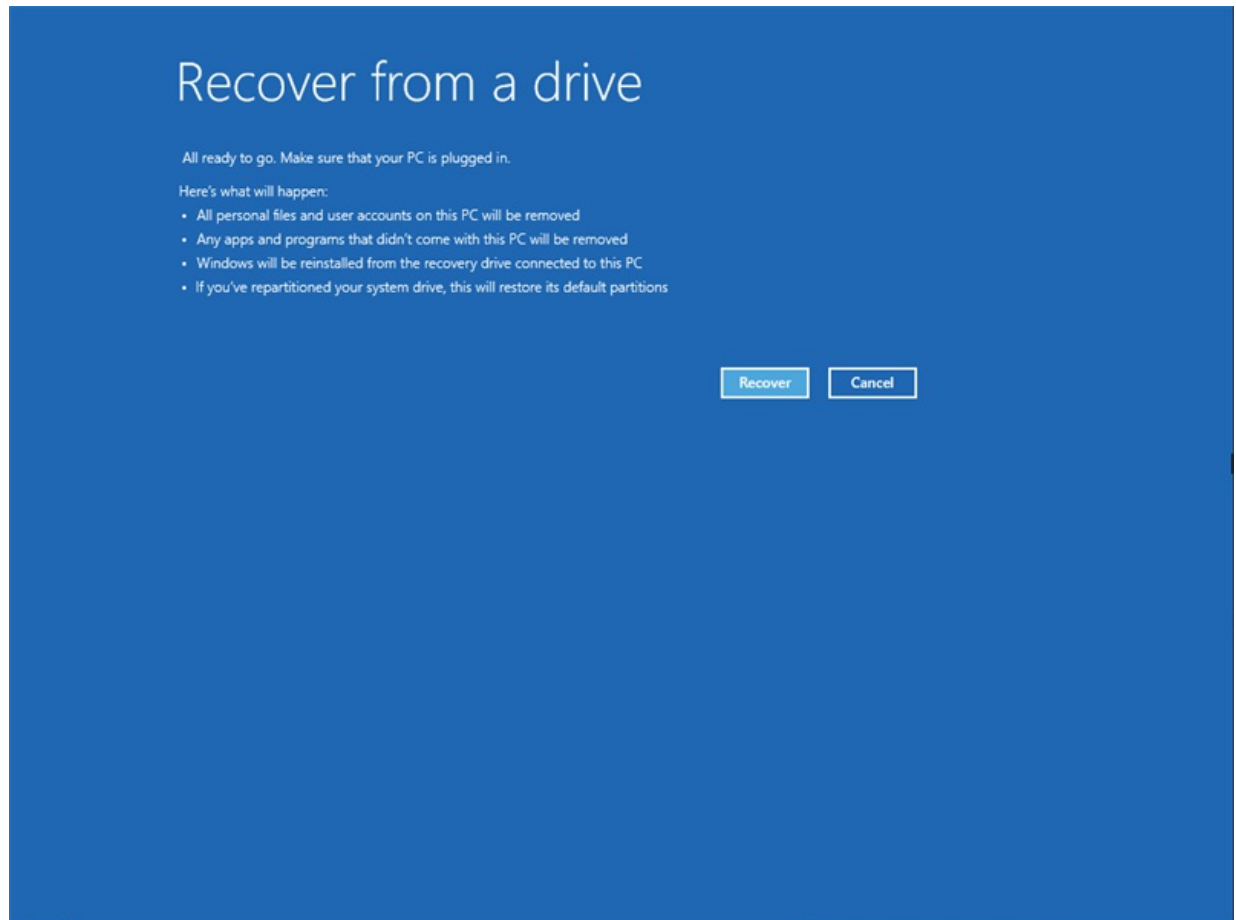 Recover from a drive
All ready to go. Make sure that your PC is plugged in.
Here's what will happen:
• All personal files and user accounts on this PC will be removed
• Any apps and programs that didn't come with this PC will be removed
• Windows will be reinstalled from the recovery drive connected to this PC
• If you've repartitioned your system drive, this will restore its default partitions
Recover Cancel